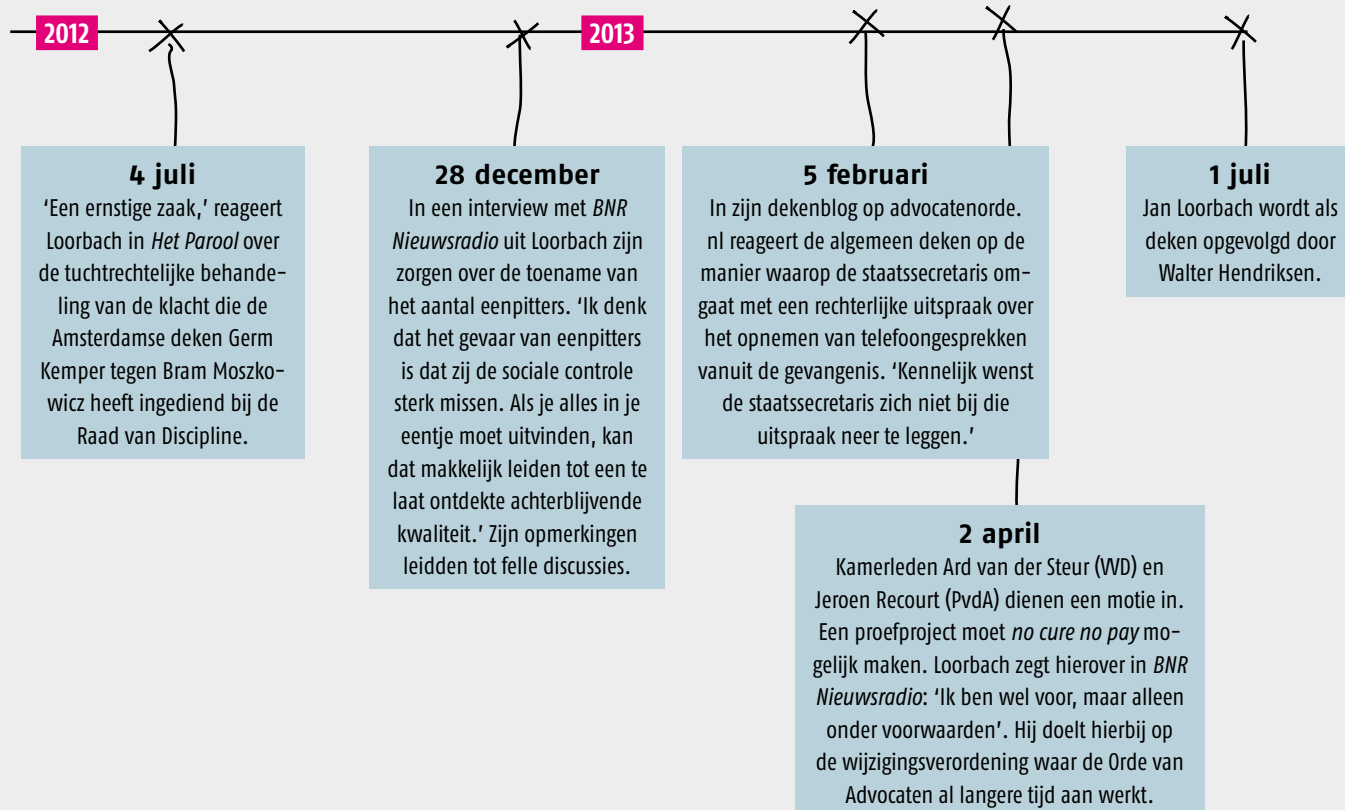 2012
2013
4 juli
‘Een ernstige zaak,’ reageert
Loorbach in Het Parool over
de tuchtrechtelijke behande-
ling van de klacht die de
Amsterdamse deken Germ
Kemper tegen Bram Moszko-
wicz heeft ingediend bij de
Raad van Discipline.
28 december
In een interview met BNR
Nieuwsradio uit Loorbach zijn
zorgen over de toename van
het aantal eenpitters. ‘Ik denk
dat het gevaar van eenpitters
is dat zij de sociale controle
sterk missen. Als je alles in je
eentje moet uitvinden, kan
dat makkelijk leiden tot een te
laat ontdekte achterblijvende
kwaliteit.’ Zijn opmerkingen
leidden tot felle discussies.
5 februari
In zijn dekenblog op advocatenorde.
nl reageert de algemeen deken op de
manier waarop de staatssecretaris om-
gaat met een rechterlijke uitspraak over
het opnemen van telefoongesprekken
vanuit de gevangenis. ‘Kennelijk wenst
de staatssecretaris zich niet bij die
uitspraak neer te leggen.’
2 april
Kamerleden Ard van der Steur (VVD) en
Jeroen Recourt (PvdA) dienen een motie in.
Een proefproject moet no cure no pay mo-
gelijk maken. Loorbach zegt hierover in BNR
Nieuwsradio: ‘Ik ben wel voor, maar alleen
onder voorwaarden’. Hij doelt hierbij op
de wijzigingsverordening waar de Orde van
Advocaten al langere tijd aan werkt.
1 juli
Jan Loorbach wordt als
deken opgevolgd door
Walter Hendriksen.